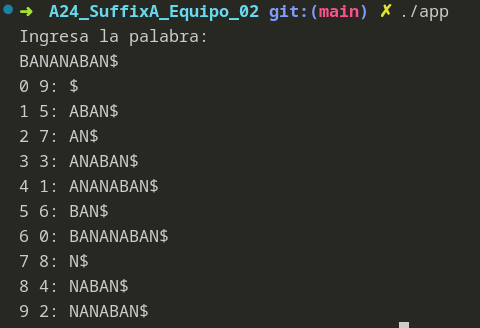 ➜ A24_SuffixA_Equipo_02 git:(main) ✗ ./app
Ingresa la palabra:
BANANABAN$
0 9: $
1 5: ABAN$
2 7: AN$
3 3: ANABAN$
4 1: ANANABAN$
5 6: BAN$
6 0: BANANABAN$
7 8: N$
8 4: NABAN$
9 2: NANABAN$